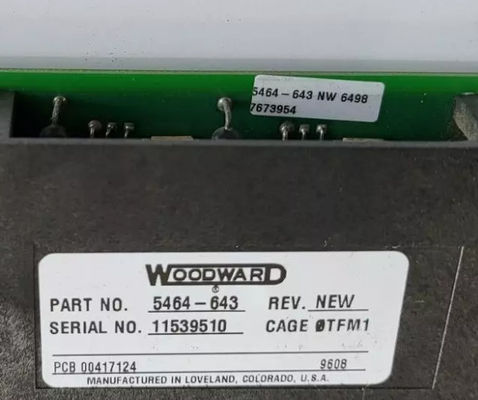 5464-643 NW 6498
7673954
WOODWARD
®
PART NO. 5464-643 REV. NEW
SERIAL NO. 11539510 CAGE ØTFM1
PCB 00417124 9608
MANUFACTURED IN LOVELAND, COLORADO, U.S.A.